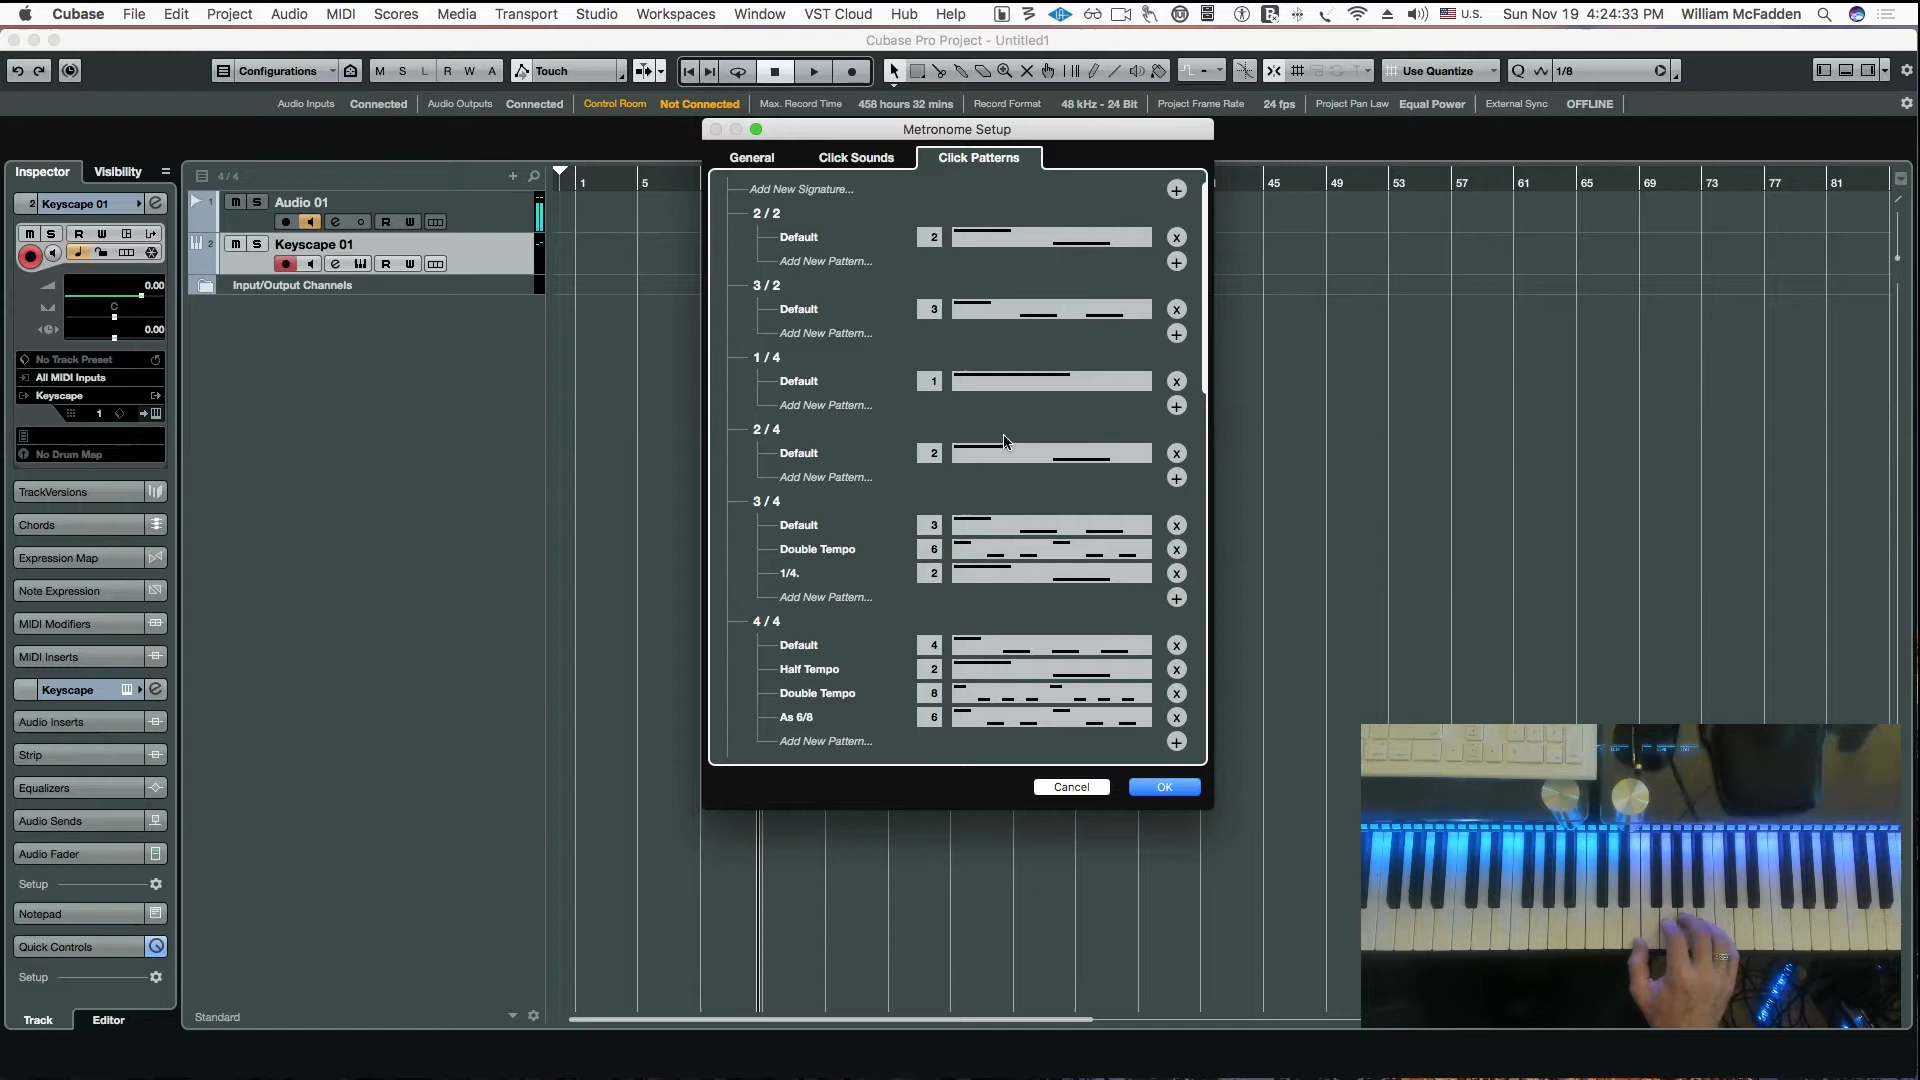 Cubase File Edit Project Audio MIDI Scores Media Transport Studio Workspaces Window VST Cloud Hub Help U.S. Sun Nov 19 4:24:33 PM William McFadden
Cubase Pro Project - Untitled1
Configurations M S L R W A Touch Use Quantize Q 1/8
Audio Inputs Connected Audio Outputs Connected Control Room Not Connected Max. Record Time 458 hours 32 mins Record Format 48 kHz - 24 Bit Project Frame Rate 24 fps Project Pan Law Equal Power External Sync OFFLINE
Metronome Setup
General Click Sounds Click Patterns
Inspector Visibility
4/4
1 5 45 49 53 57 61 65 69 73 77 81
2 Keyscape 01
1 m S Audio 01
R W
m S R W
2 m S Keyscape 01
R W
Input/Output Channels
0.00
C
0.00
No Track Preset
All MIDI Inputs
Keyscape
1
No Drum Map
TrackVersions
Chords
Expression Map
Note Expression
MIDI Modifiers
MIDI Inserts
Keyscape
Audio Inserts
Strip
Equalizers
Audio Sends
Audio Fader
Setup
Notepad
Quick Controls
Setup
Track Editor
Standard
Add New Signature...
2 / 2
Default 2
Add New Pattern...
3 / 2
Default 3
Add New Pattern...
1 / 4
Default 1
Add New Pattern...
2 / 4
Default 2
Add New Pattern...
3 / 4
Default 3
Double Tempo 6
1/4. 2
Add New Pattern...
4 / 4
Default 4
Half Tempo 2
Double Tempo 8
As 6/8 6
Add New Pattern...
Cancel OK